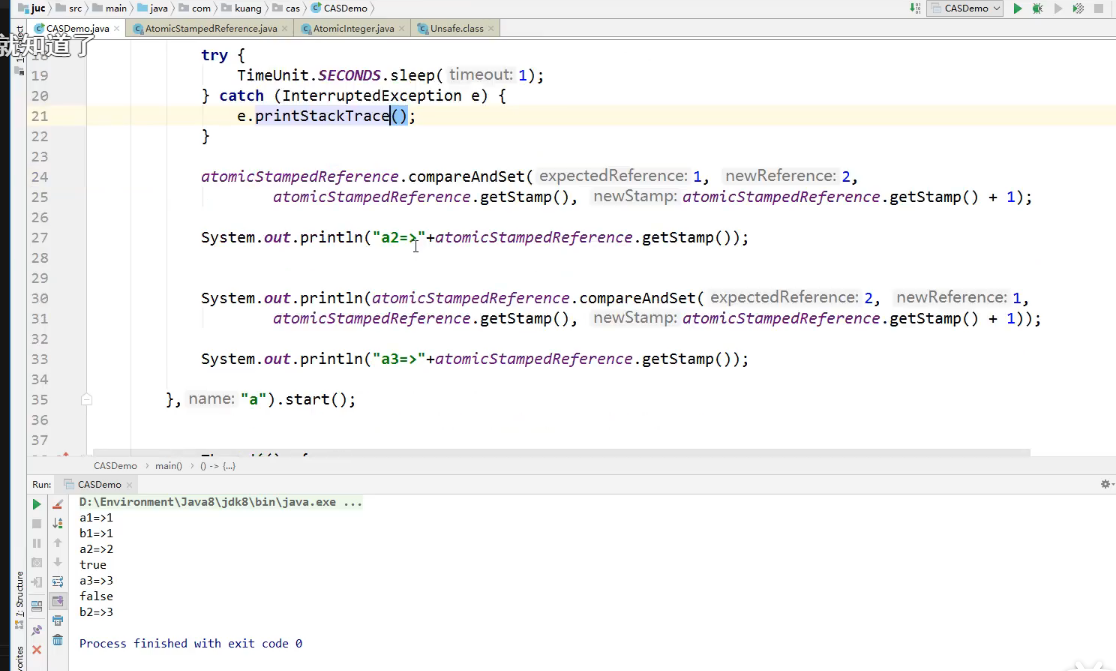 juc src main java com kuang cas CASDemo CASDemo
CASDemo.java AtomicStampedReference.java AtomicInteger.java Unsafe.class
就知道了
18 try {
19 TimeUnit.SECONDS.sleep( timeout: 1);
20 } catch (InterruptedException e) {
21 e.printStackTrace();
22 }
23
24 atomicStampedReference.compareAndSet( expectedReference: 1, newReference: 2,
25 atomicStampedReference.getStamp(), newStamp: atomicStampedReference.getStamp() + 1);
26
27 System.out.println("a2=>"+atomicStampedReference.getStamp());
28
29
30 System.out.println(atomicStampedReference.compareAndSet( expectedReference: 2, newReference: 1,
31 atomicStampedReference.getStamp(), newStamp: atomicStampedReference.getStamp() + 1));
32
33 System.out.println("a3=>"+atomicStampedReference.getStamp());
34
35 }, name: "a").start();
36
37
CASDemo › main() › () -> {...}
Run: CASDemo
D:\Environment\Java8\jdk8\bin\java.exe ...
a1=>1
b1=>1
a2=>2
true
a3=>3
false
b2=>3
Process finished with exit code 0
Z: Structure